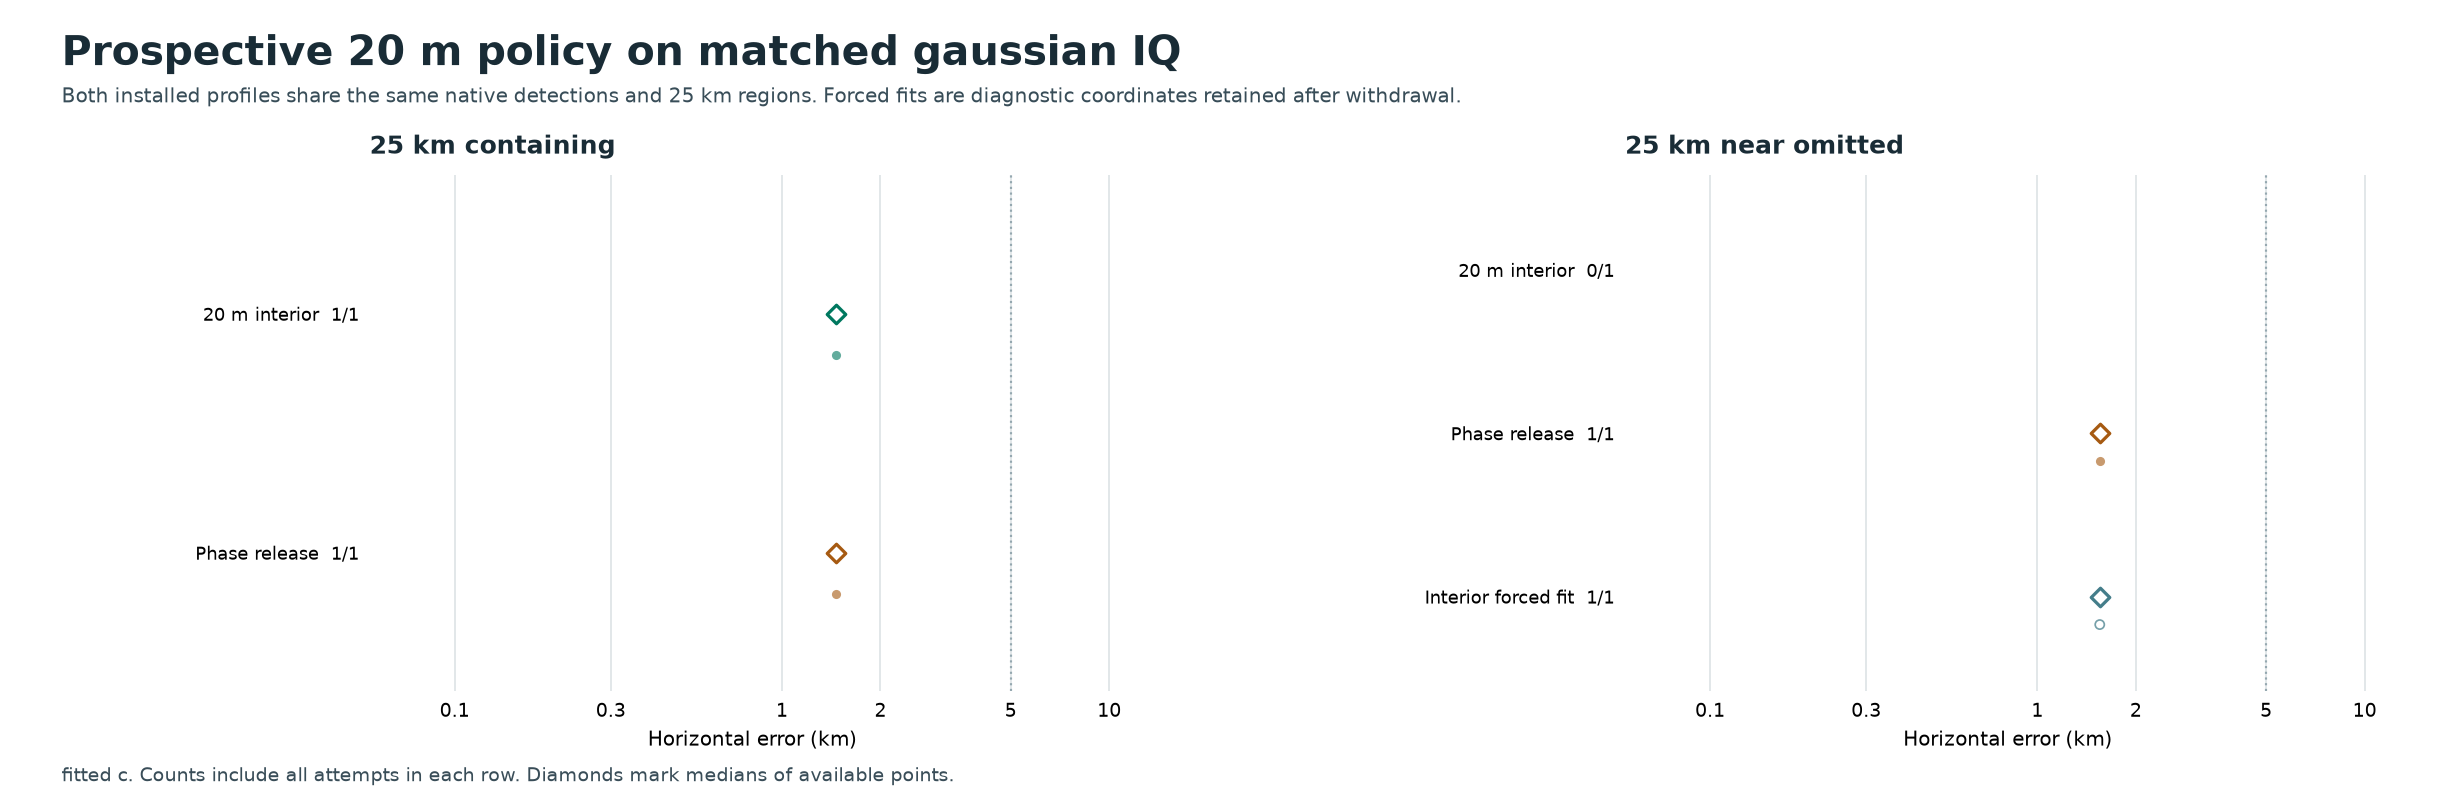 Prospective 20 m policy on matched gaussian IQ
Both installed profiles share the same native detections and 25 km regions. Forced fits are diagnostic coordinates retained after withdrawal.
25 km containing
20 m interior 1/1
Phase release 1/1
0.1 0.3 1 2 5 10
Horizontal error (km)
25 km near omitted
20 m interior 0/1
Phase release 1/1
Interior forced fit 1/1
0.1 0.3 1 2 5 10
Horizontal error (km)
fitted c. Counts include all attempts in each row. Diamonds mark medians of available points.